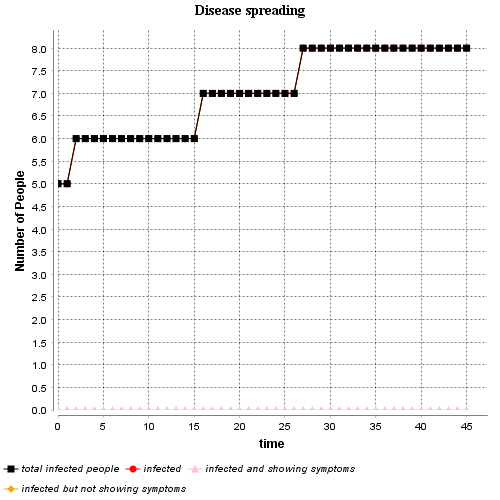 Disease spreading
Number of People
8.0
7.5
7.0
6.5
6.0
5.5
5.0
4.5
4.0
3.5
3.0
2.5
2.0
1.5
1.0
0.5
0.0
0 5 10 15 20 25 30 35 40 45
time
total infected people infected infected and showing symptoms
infected but not showing symptoms